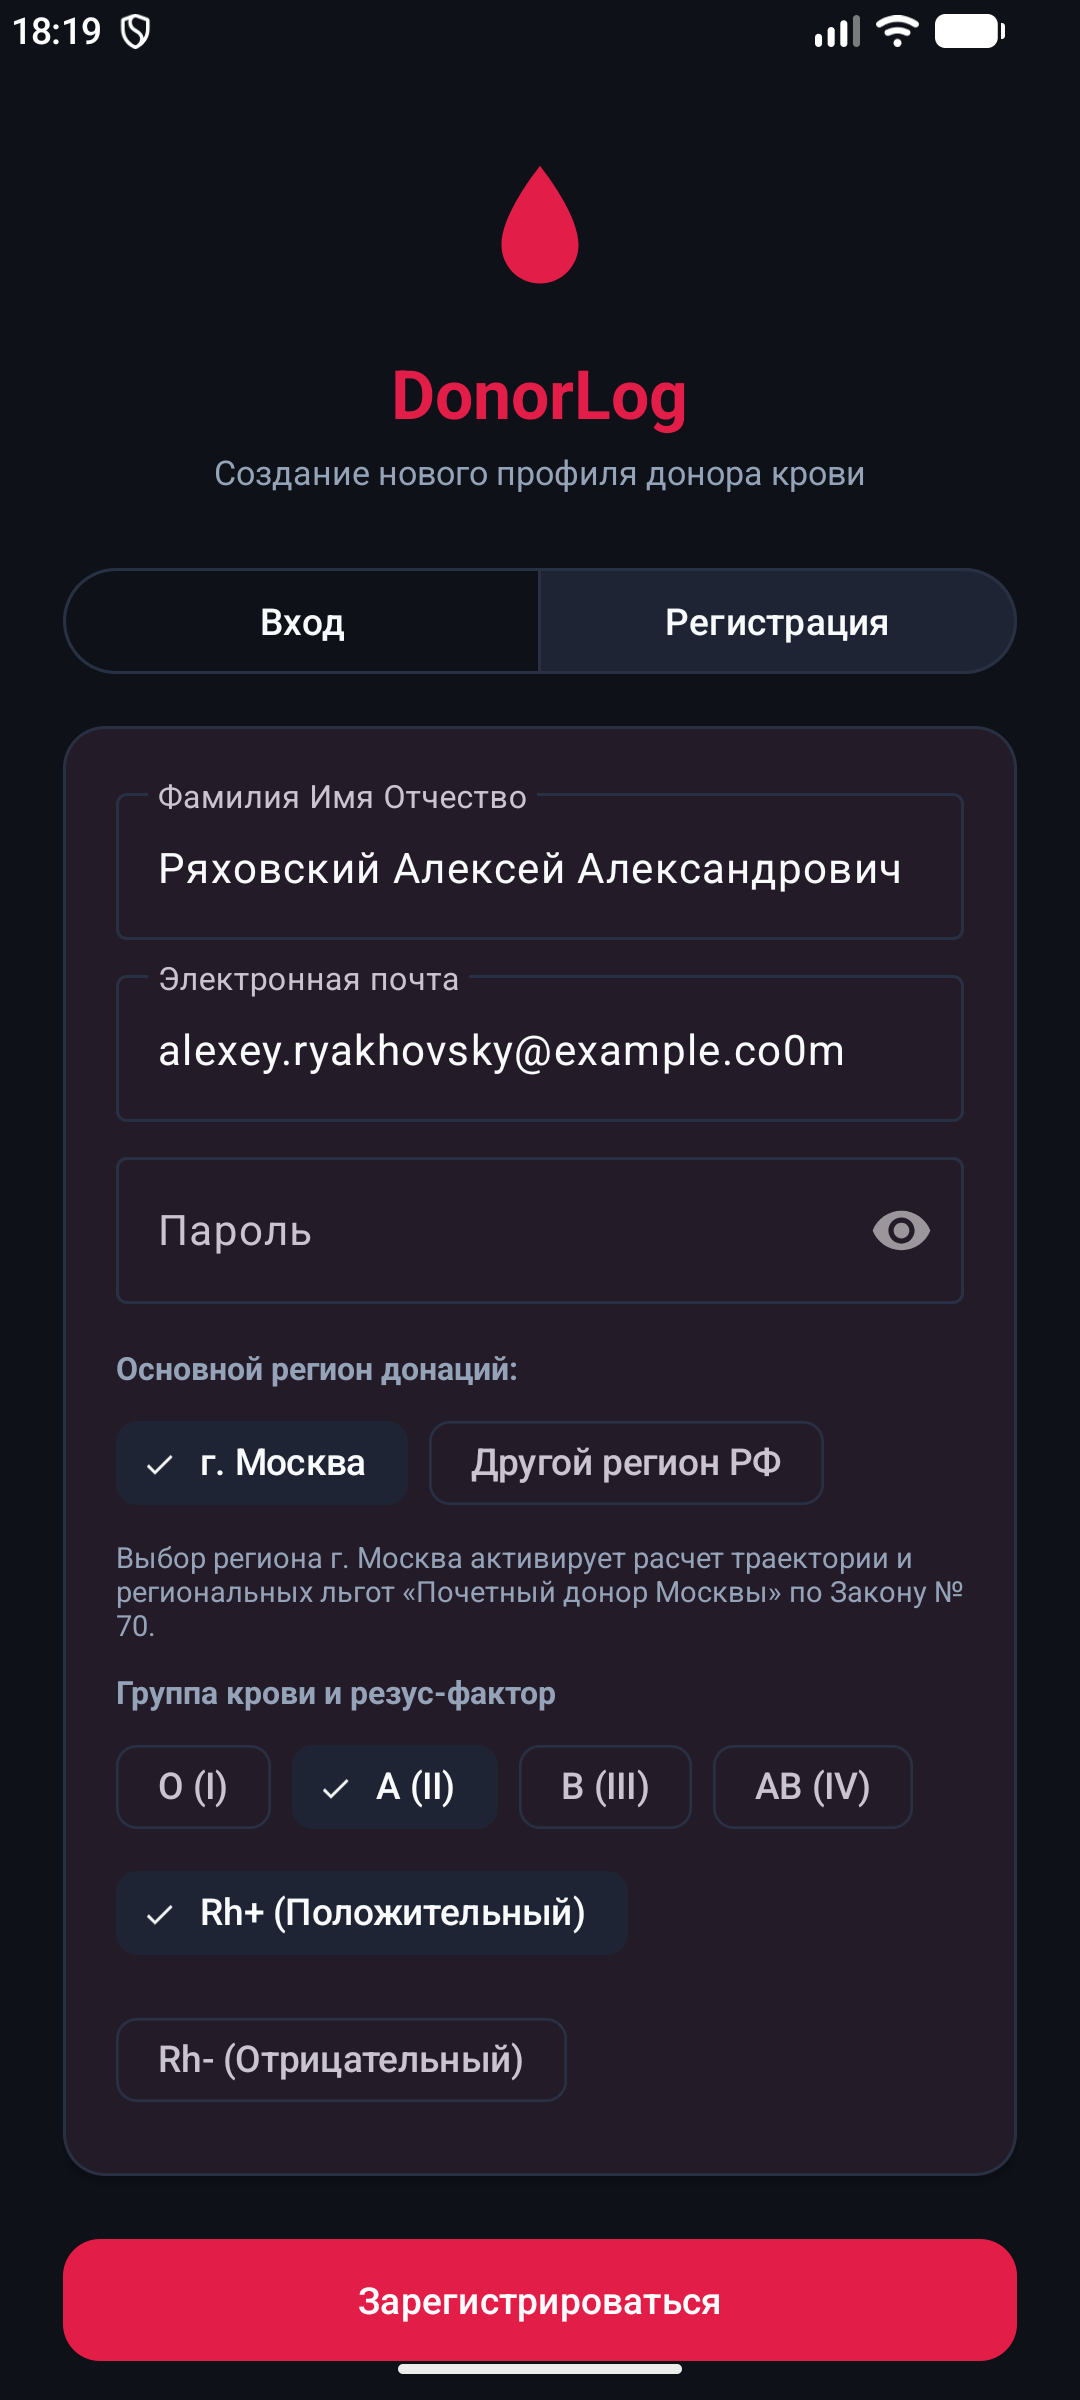 18:19
DonorLog
Создание нового профиля донора крови
Вход
Регистрация
Фамилия Имя Отчество
Ряховский Алексей Александрович
Электронная почта
alexey.ryakhovsky@example.co0m
Пароль
Основной регион донаций:
г. Москва
Другой регион РФ
Выбор региона г. Москва активирует расчет траектории и
региональных льгот «Почетный донор Москвы» по Закону №
70.
Группа крови и резус-фактор
O (I)
A (II)
B (III)
AB (IV)
Rh+ (Положительный)
Rh- (Отрицательный)
Зарегистрироваться